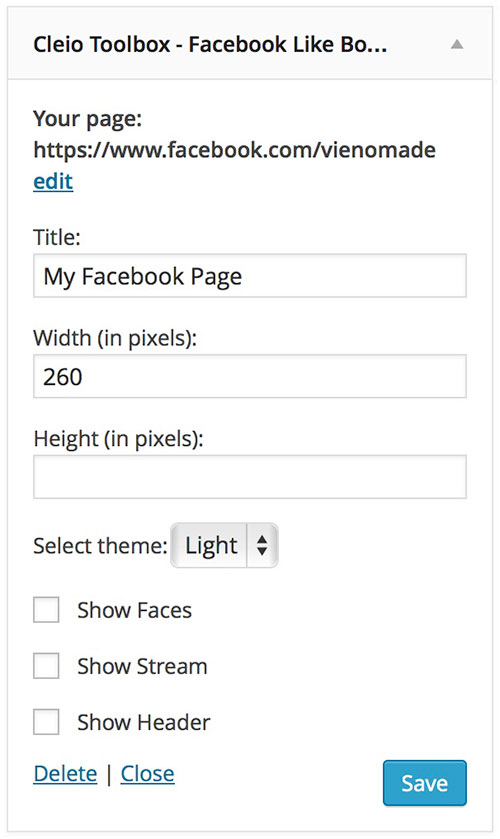 Cleio Toolbox - Facebook Like Bo...
Your page:
https://www.facebook.com/vienomade
edit
Title:
My Facebook Page
Width (in pixels):
260
Height (in pixels):
Select theme: Light
Show Faces
Show Stream
Show Header
Delete | Close
Save